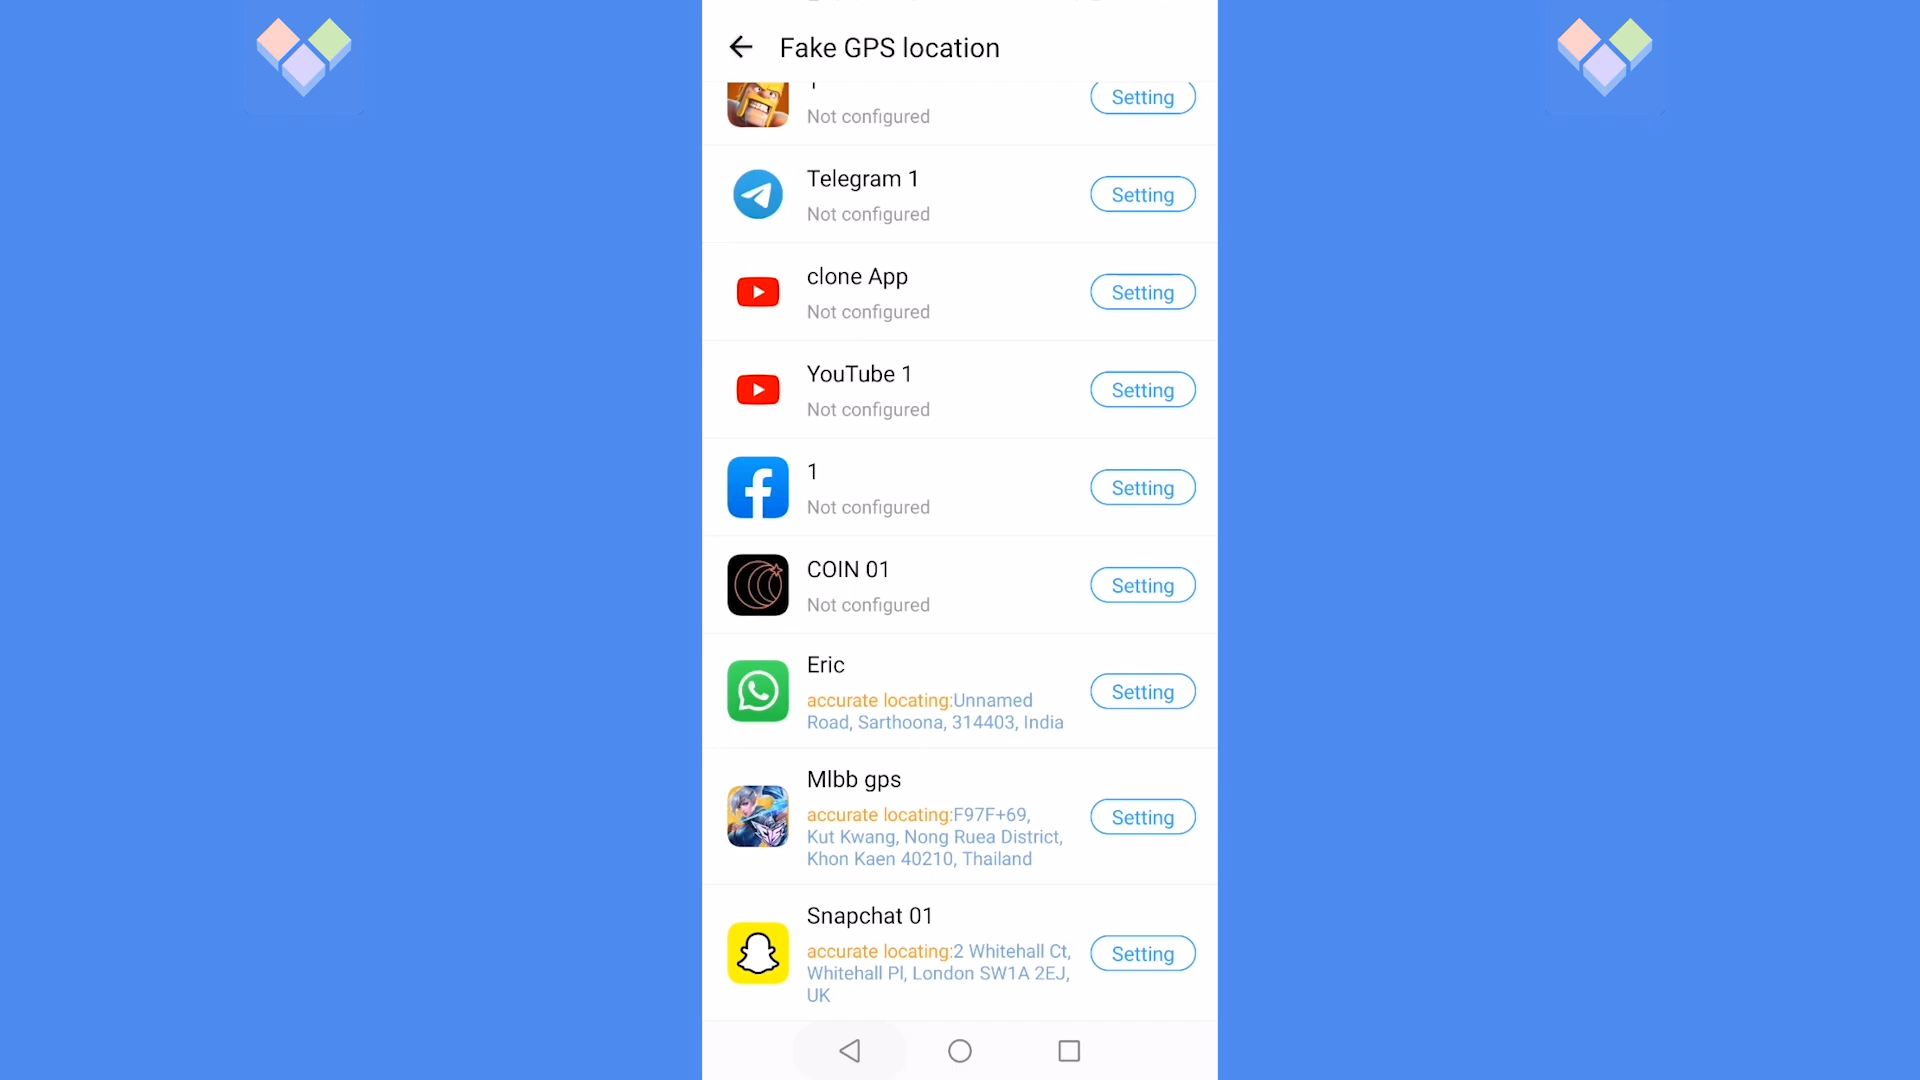 Fake GPS location
Not configured
Setting
Telegram 1
Not configured
Setting
clone App
Not configured
Setting
YouTube 1
Not configured
Setting
1
Not configured
Setting
COIN 01
Not configured
Setting
Eric
accurate locating:Unnamed
Road, Sarthoona, 314403, India
Setting
Mlbb gps
accurate locating:F97F+69,
Kut Kwang, Nong Ruea District,
Khon Kaen 40210, Thailand
Setting
Snapchat 01
accurate locating:2 Whitehall Ct,
Whitehall Pl, London SW1A 2EJ,
UK
Setting